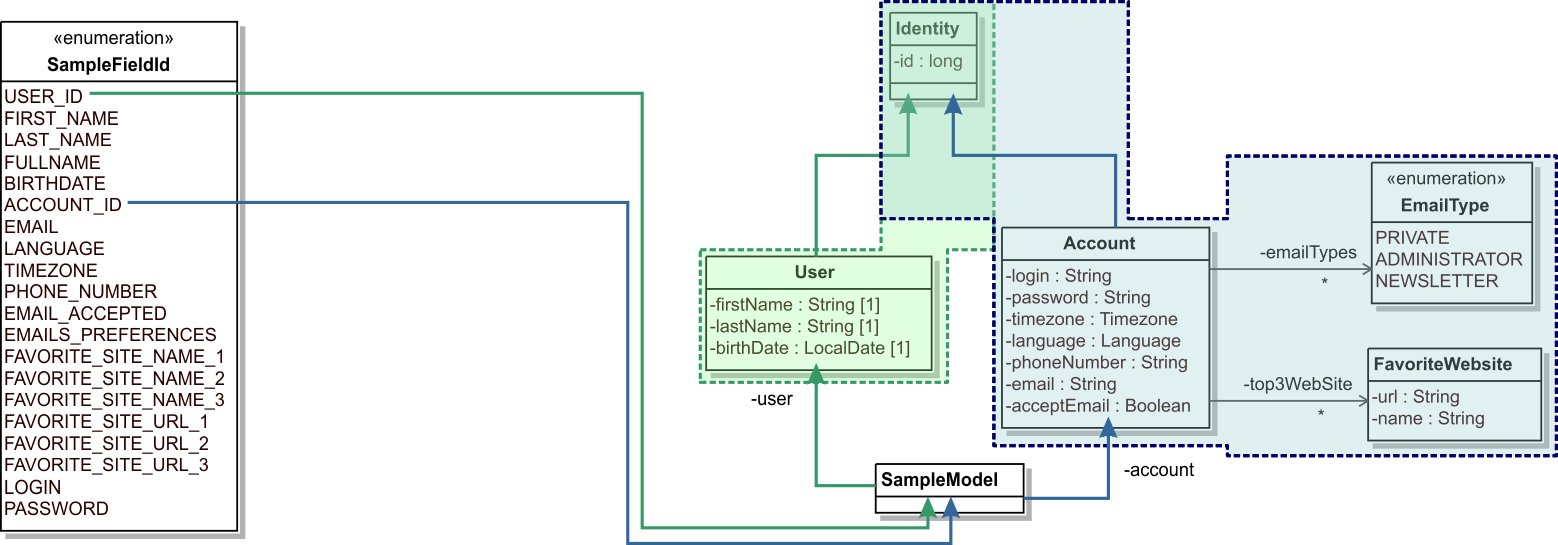 «enumeration»
SampleFieldId
USER_ID
FIRST_NAME
LAST_NAME
FULLNAME
BIRTHDATE
ACCOUNT_ID
EMAIL
LANGUAGE
TIMEZONE
PHONE_NUMBER
EMAIL_ACCEPTED
EMAILS_PREFERENCES
FAVORITE_SITE_NAME_1
FAVORITE_SITE_NAME_2
FAVORITE_SITE_NAME_3
FAVORITE_SITE_URL_1
FAVORITE_SITE_URL_2
FAVORITE_SITE_URL_3
LOGIN
PASSWORD
Identity
-id : long
User
-firstName : String [1]
-lastName : String [1]
-birthDate : LocalDate [1]
-user
SampleModel
-account
Account
-login : String
-password : String
-timezone : Timezone
-language : Language
-phoneNumber : String
-email : String
-acceptEmail : Boolean
-emailTypes
*
«enumeration»
EmailType
PRIVATE
ADMINISTRATOR
NEWSLETTER
-top3WebSite
*
FavoriteWebsite
-url : String
-name : String